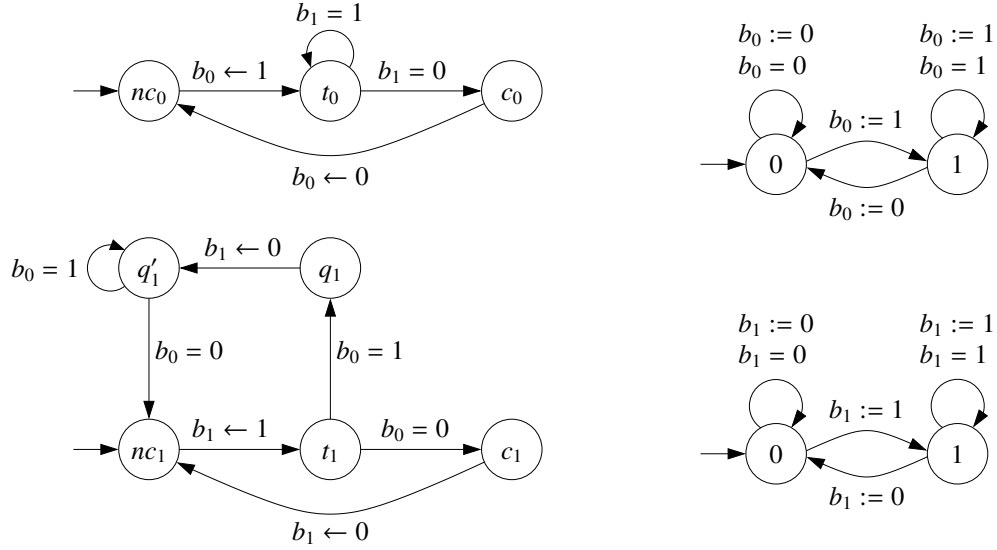 b₁ = 1
nc₀
b₀ ← 1
t₀
b₁ = 0
c₀
b₀ ← 0
b₀ := 0
b₀ = 0
b₀ := 1
b₀ = 1
b₀ := 1
0
1
b₀ := 0
b₀ = 1
q′₁
b₁ ← 0
q₁
b₀ = 0
b₀ = 1
nc₁
b₁ ← 1
t₁
b₀ = 0
c₁
b₁ ← 0
b₁ := 0
b₁ = 0
b₁ := 1
b₁ = 1
b₁ := 1
0
1
b₁ := 0